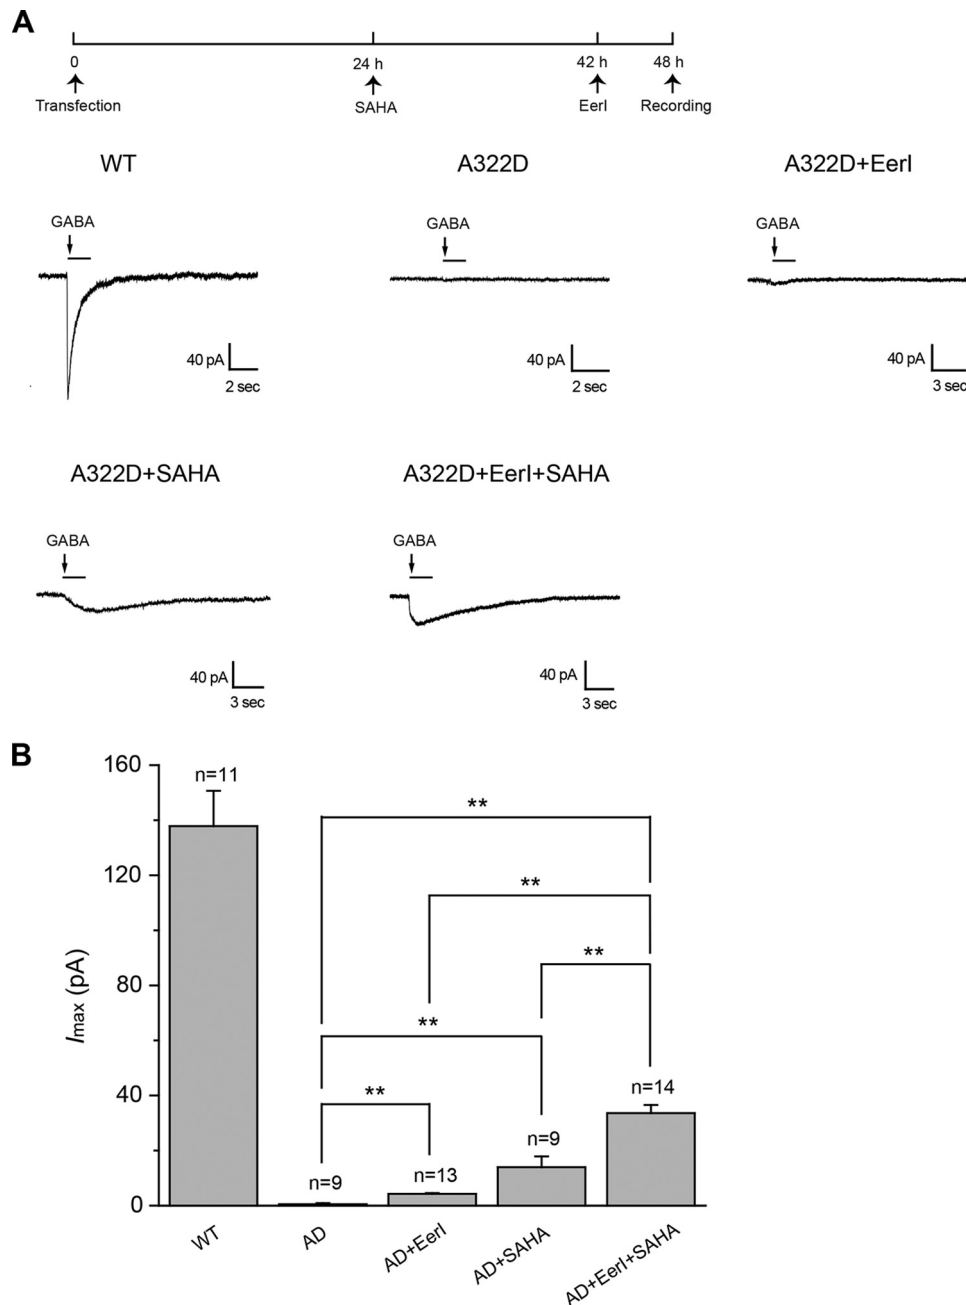 A
0
24 h
42 h
48 h
Transfection
SAHA
EerI
Recording
WT
A322D
A322D+EerI
GABA
GABA
GABA
40 pA
2 sec
40 pA
2 sec
40 pA
3 sec
A322D+SAHA
A322D+EerI+SAHA
GABA
GABA
40 pA
3 sec
40 pA
3 sec
B
160
120
80
40
0
Imax (pA)
n=11
n=9
n=13
n=9
n=14
**
**
**
**
**
WT
AD
AD+EerI
AD+SAHA
AD+EerI+SAHA